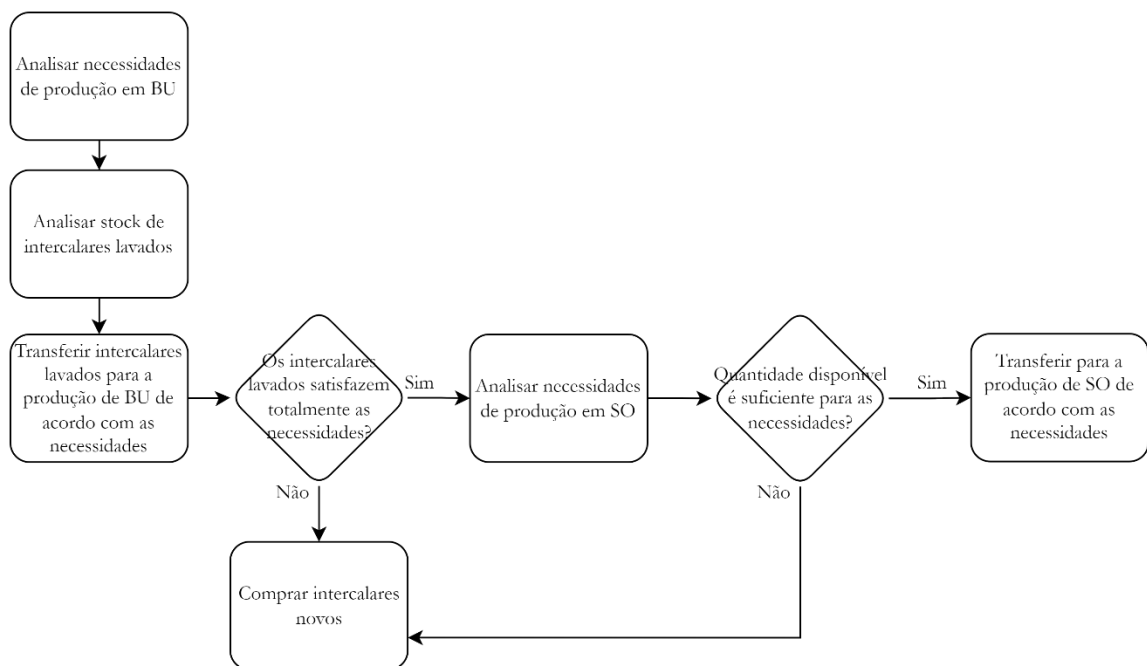 Analisar necessidades
de produção em BU
Analisar stock de
intercalares lavados
Transferir intercalares
lavados para a
produção de BU de
acordo com as
necessidades
Os intercalares
lavados satisfazem
totalmente as
necessidades?
Sim
Não
Analisar necessidades
de produção em SO
Quantidade disponível
é suficiente para as
necessidades?
Sim
Não
Transferir para a
produção de SO de
acordo com as
necessidades
Comprar intercalares
novos